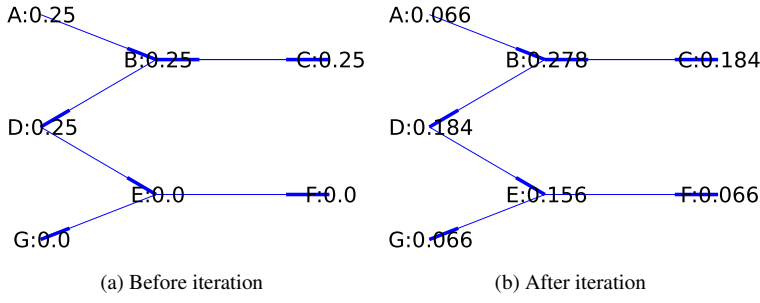 A:0.25
B:0.25
C:0.25
D:0.25
E:0.0
F:0.0
G:0.0
(a) Before iteration
A:0.066
B:0.278
C:0.184
D:0.184
E:0.156
F:0.066
G:0.066
(b) After iteration